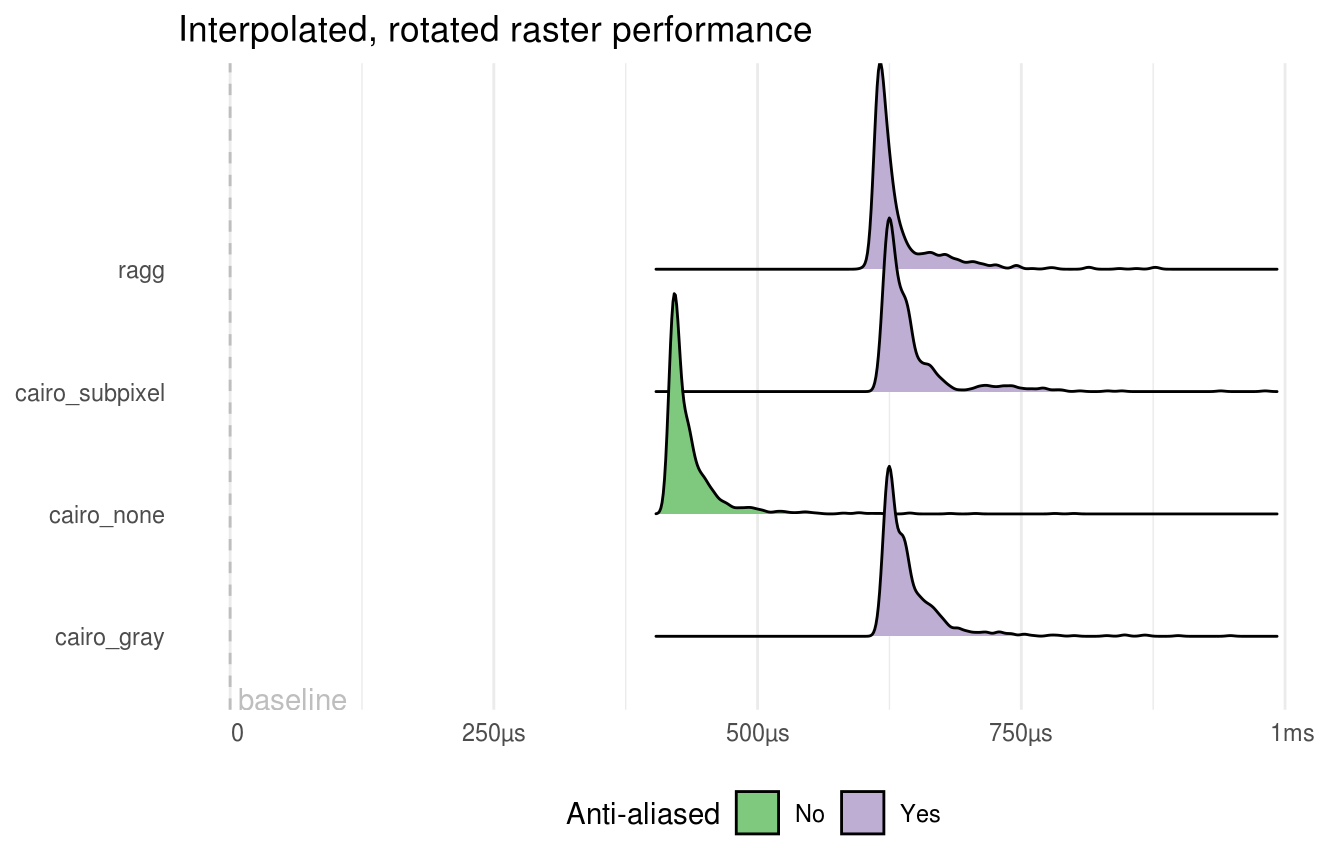 Interpolated, rotated raster performance
ragg
cairo_subpixel
cairo_none
cairo_gray
baseline
0 250µs 500µs 750µs 1ms
Anti-aliased No Yes